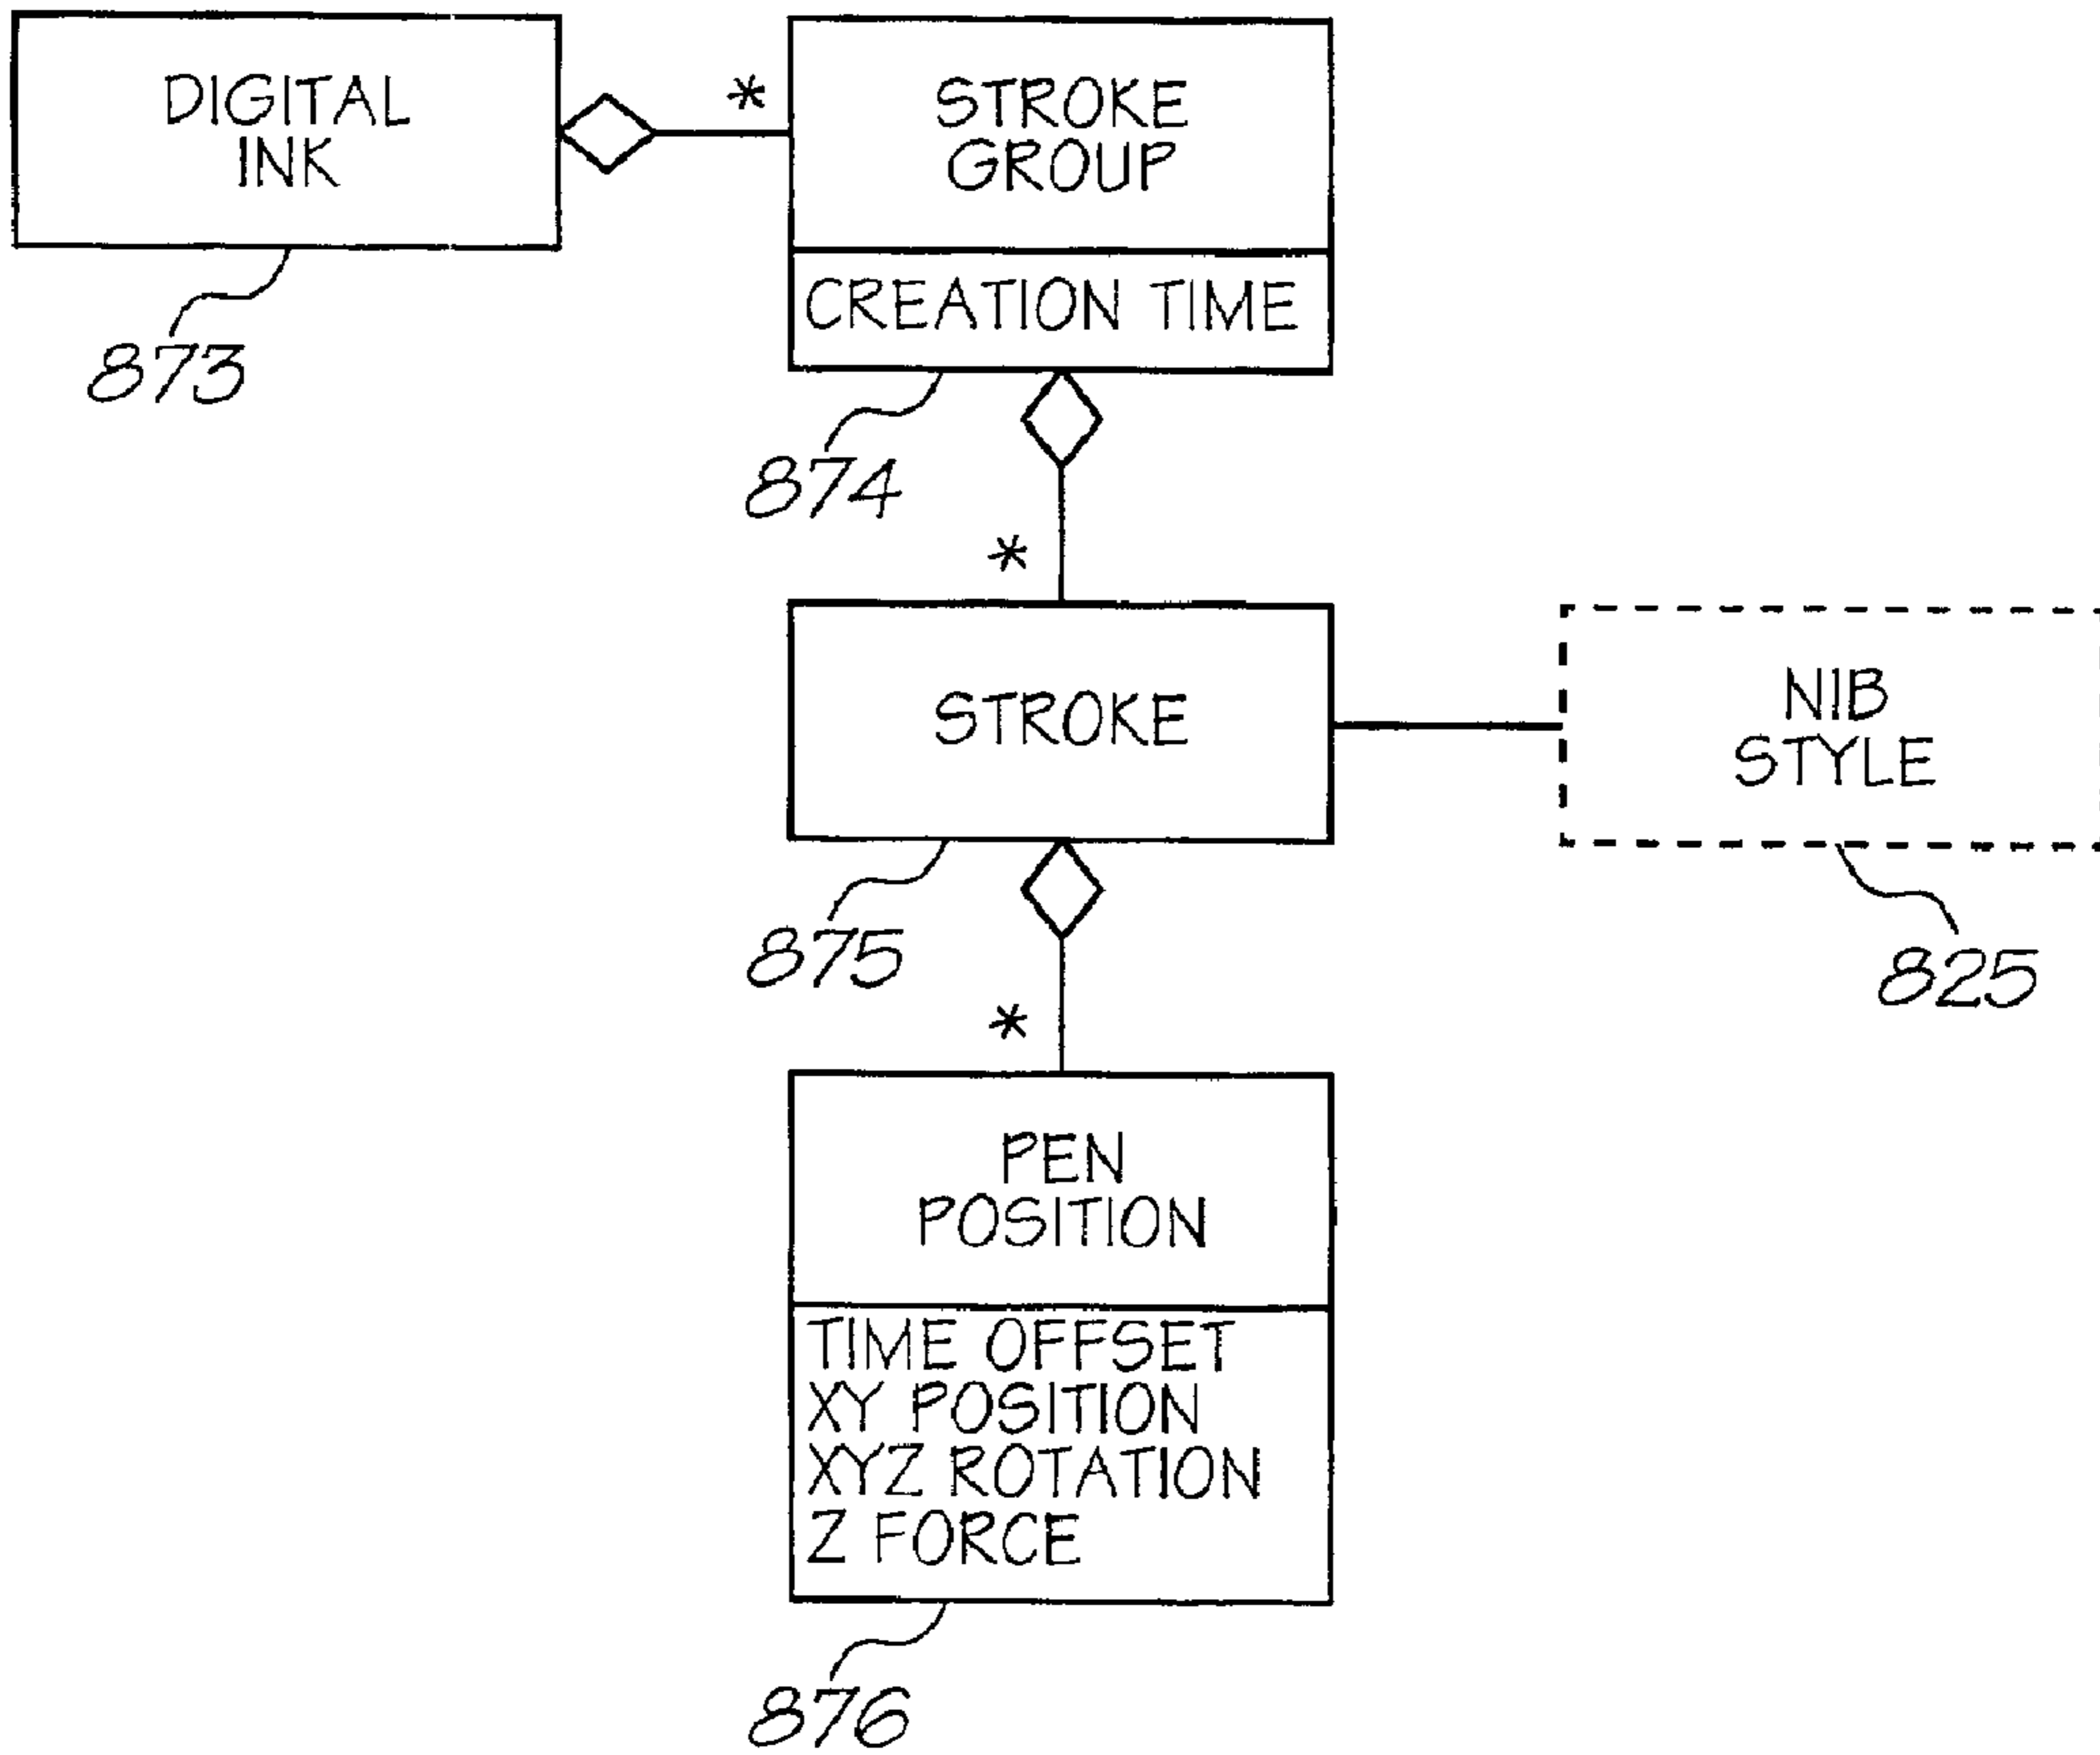 DIGITAL
INK
*
STROKE
GROUP
CREATION TIME
873
874
*
STROKE
NIB
STYLE
875
825
*
PEN
POSITION
TIME OFFSET
XY POSITION
XYZ ROTATION
Z FORCE
876